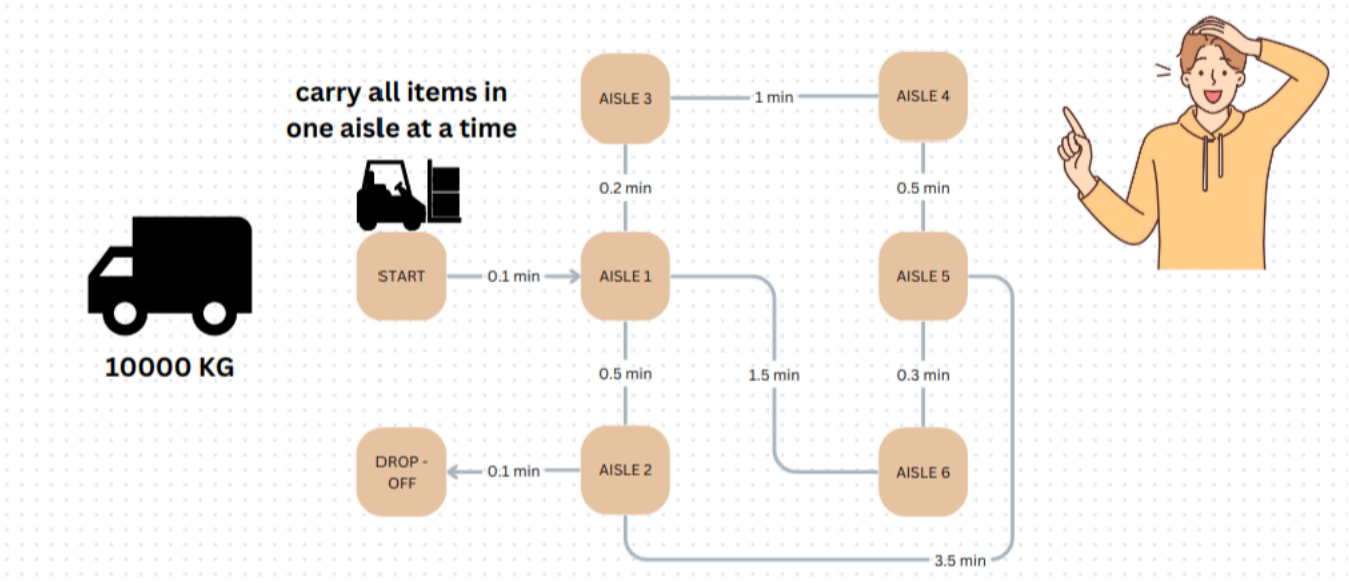 carry all items in
one aisle at a time
10000 KG
START
0.1 min
AISLE 1
AISLE 3
1 min
AISLE 4
0.2 min
0.5 min
AISLE 5
0.5 min
1.5 min
0.3 min
DROP -
OFF
0.1 min
AISLE 2
AISLE 6
3.5 min